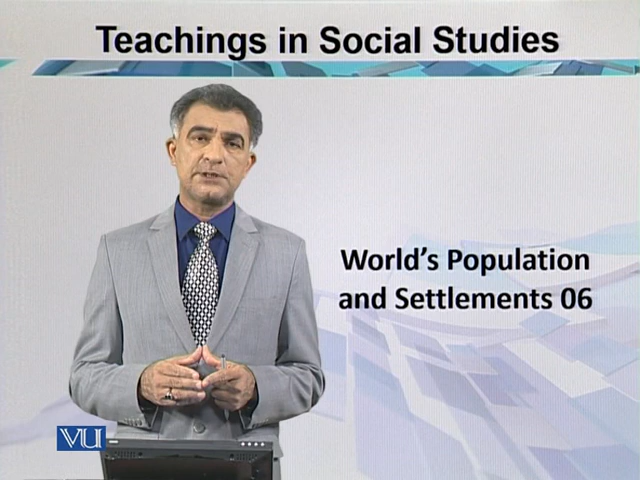 Teachings in Social Studies
World's Population
and Settlements 06
VU